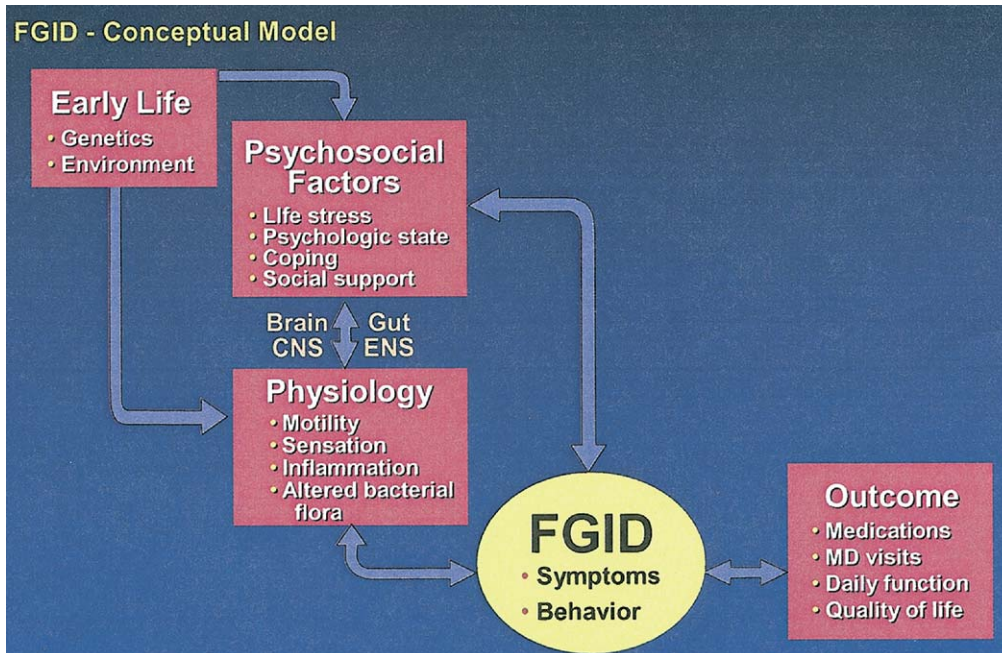 FGID - Conceptual Model
Early Life
• Genetics
• Environment
Psychosocial
Factors
• LIfe stress
• Psychologic state
• Coping
• Social support
Brain Gut
CNS ENS
Physiology
• Motility
• Sensation
• Inflammation
• Altered bacterial
flora
FGID
• Symptoms
• Behavior
Outcome
• Medications
• MD visits
• Daily function
• Quality of life